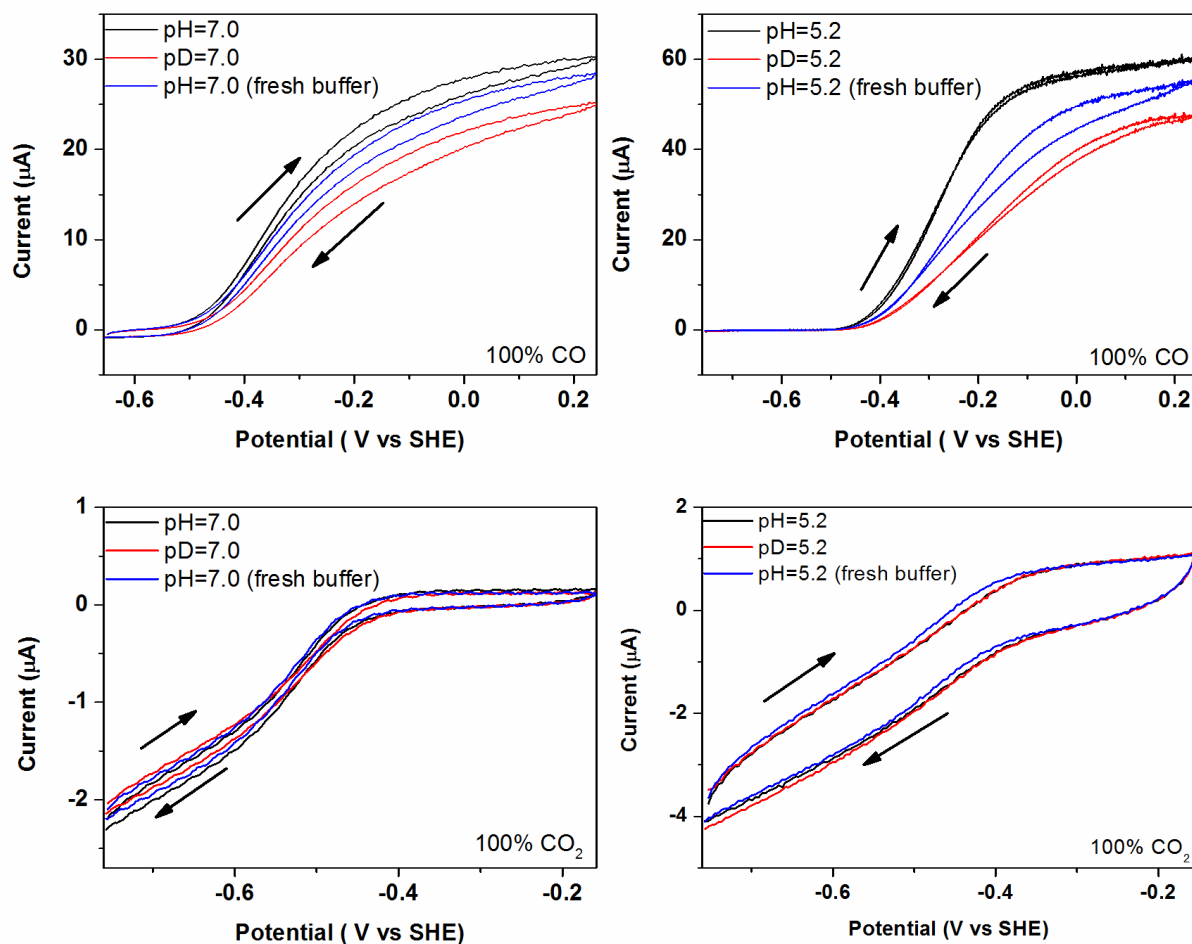 pH=7.0
pD=7.0
pH=7.0 (fresh buffer)
30
20
10
0
Current (µA)
100% CO
-0.6 -0.4 -0.2 0.0 0.2
Potential ( V vs SHE)
pH=5.2
pD=5.2
pH=5.2 (fresh buffer)
60
40
20
0
Current (µA)
100% CO
-0.6 -0.4 -0.2 0.0 0.2
Potential ( V vs SHE)
pH=7.0
pD=7.0
pH=7.0 (fresh buffer)
1
0
-1
-2
Current (µA)
100% CO2
-0.6 -0.4 -0.2
Potential ( V vs SHE)
pH=5.2
pD=5.2
pH=5.2 (fresh buffer)
2
0
-2
-4
Current (µA)
100% CO2
-0.6 -0.4 -0.2
Potential (V vs SHE)